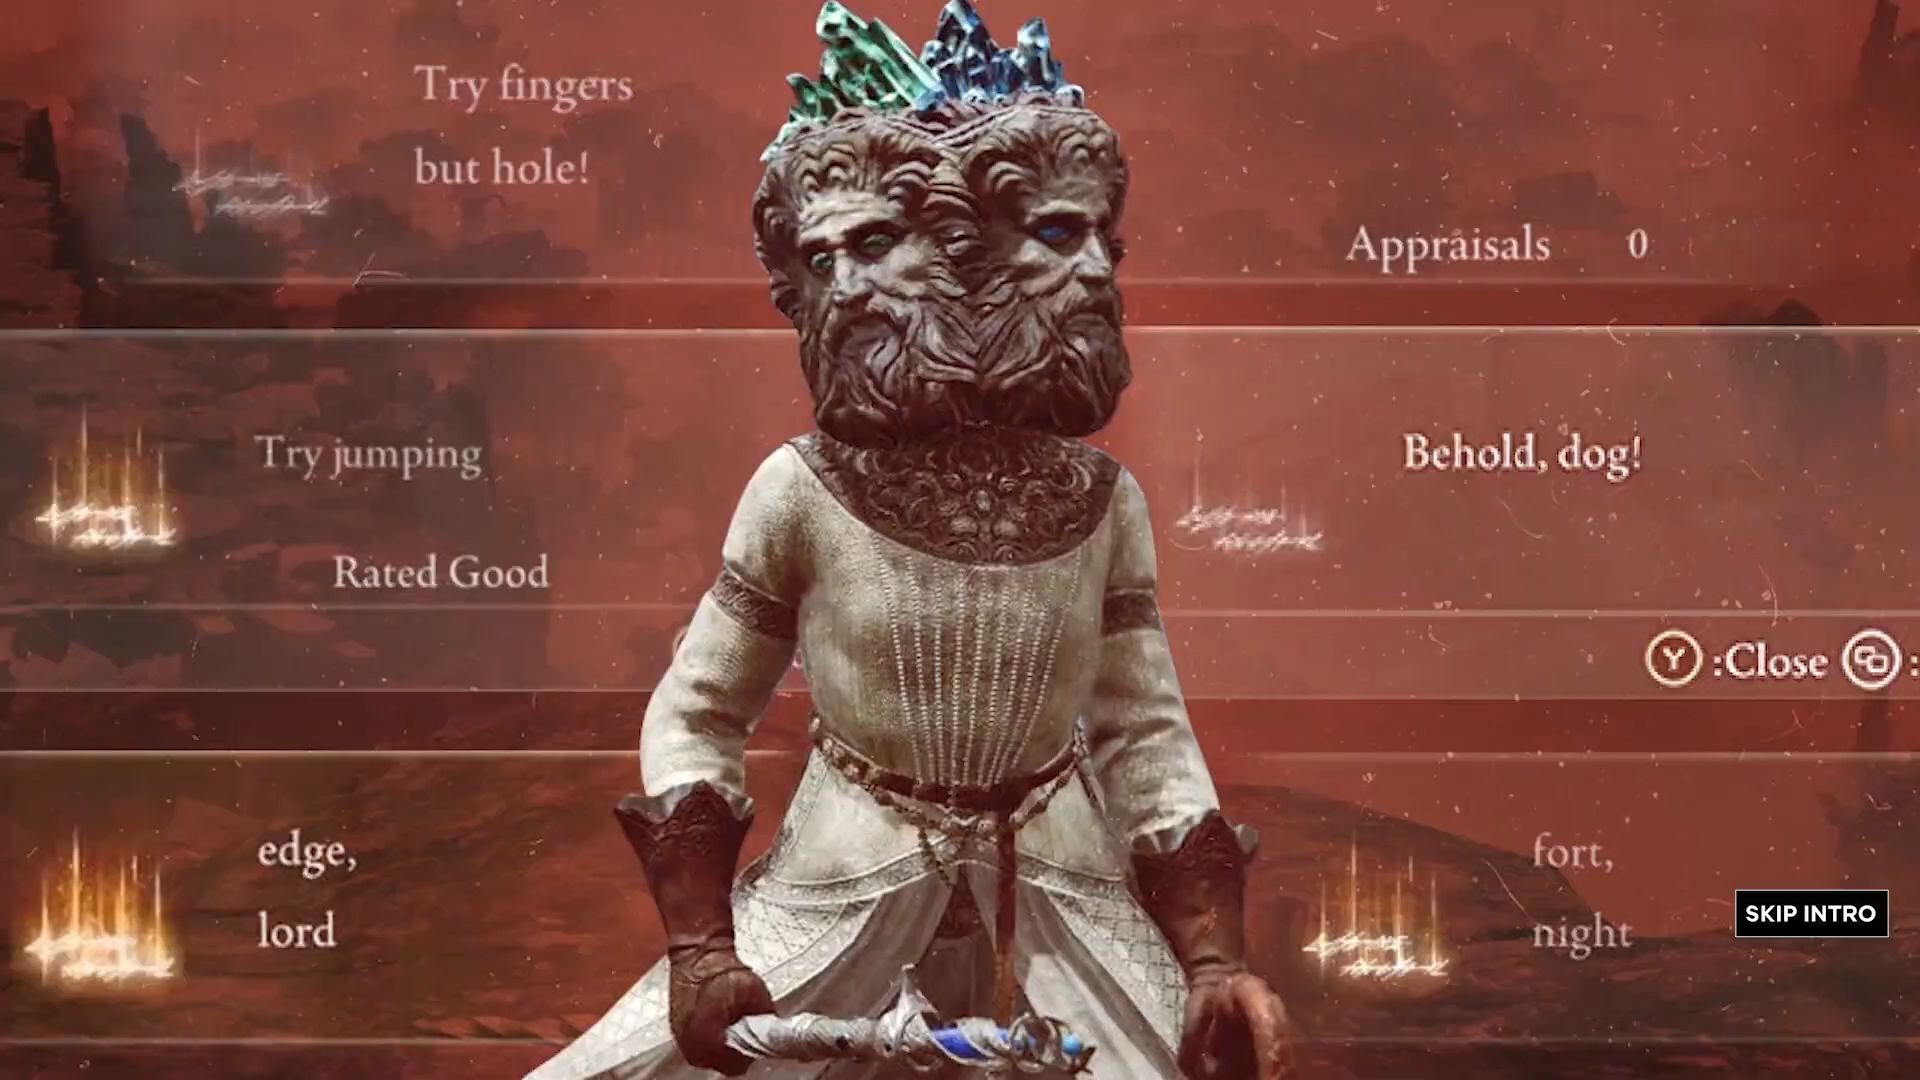 Try fingers
but hole!
Appraisals 0
Try jumping
Rated Good
Behold, dog!
Y :Close :
edge,
lord
fort,
night
SKIP INTRO